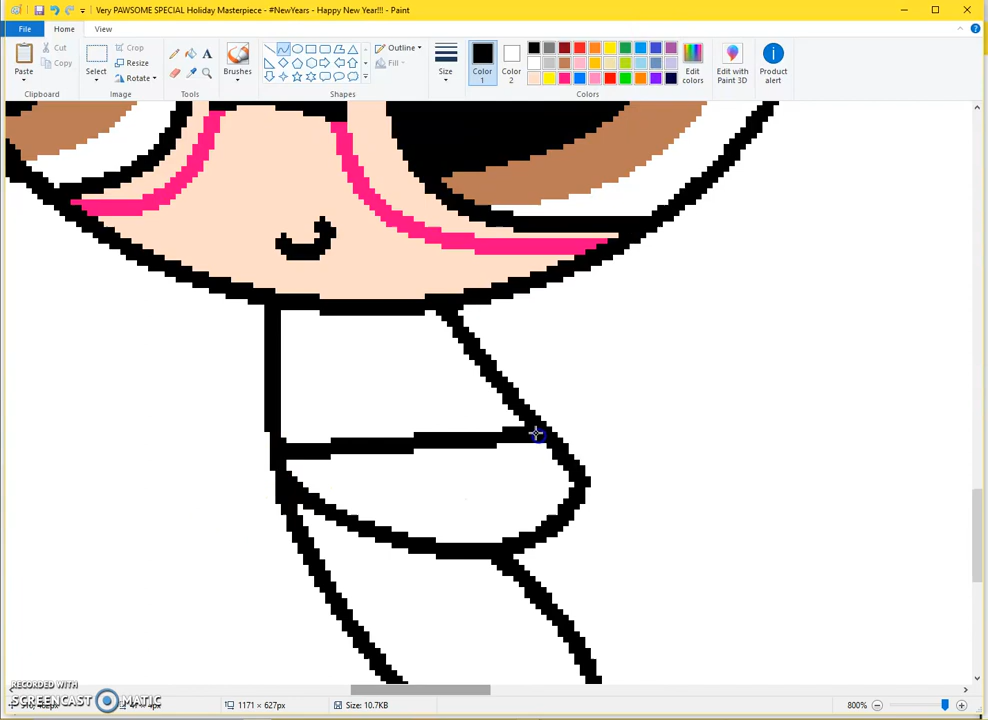 Very PAWSOME SPECIAL Holiday Masterpiece - #NewYears - Happy New Year!!! - Paint
File Home View
Paste
Cut
Copy
Clipboard
Select
Crop
Resize
Rotate
Image
A
Tools
Brushes
Shapes
Outline
Fill
Size
Color 1
Color 2
Colors
Edit colors
Edit with Paint 3D
Product alert
RECORDED WITH
SCREENCAST MATIC
1171 × 627px
Size: 10.7KB
800%